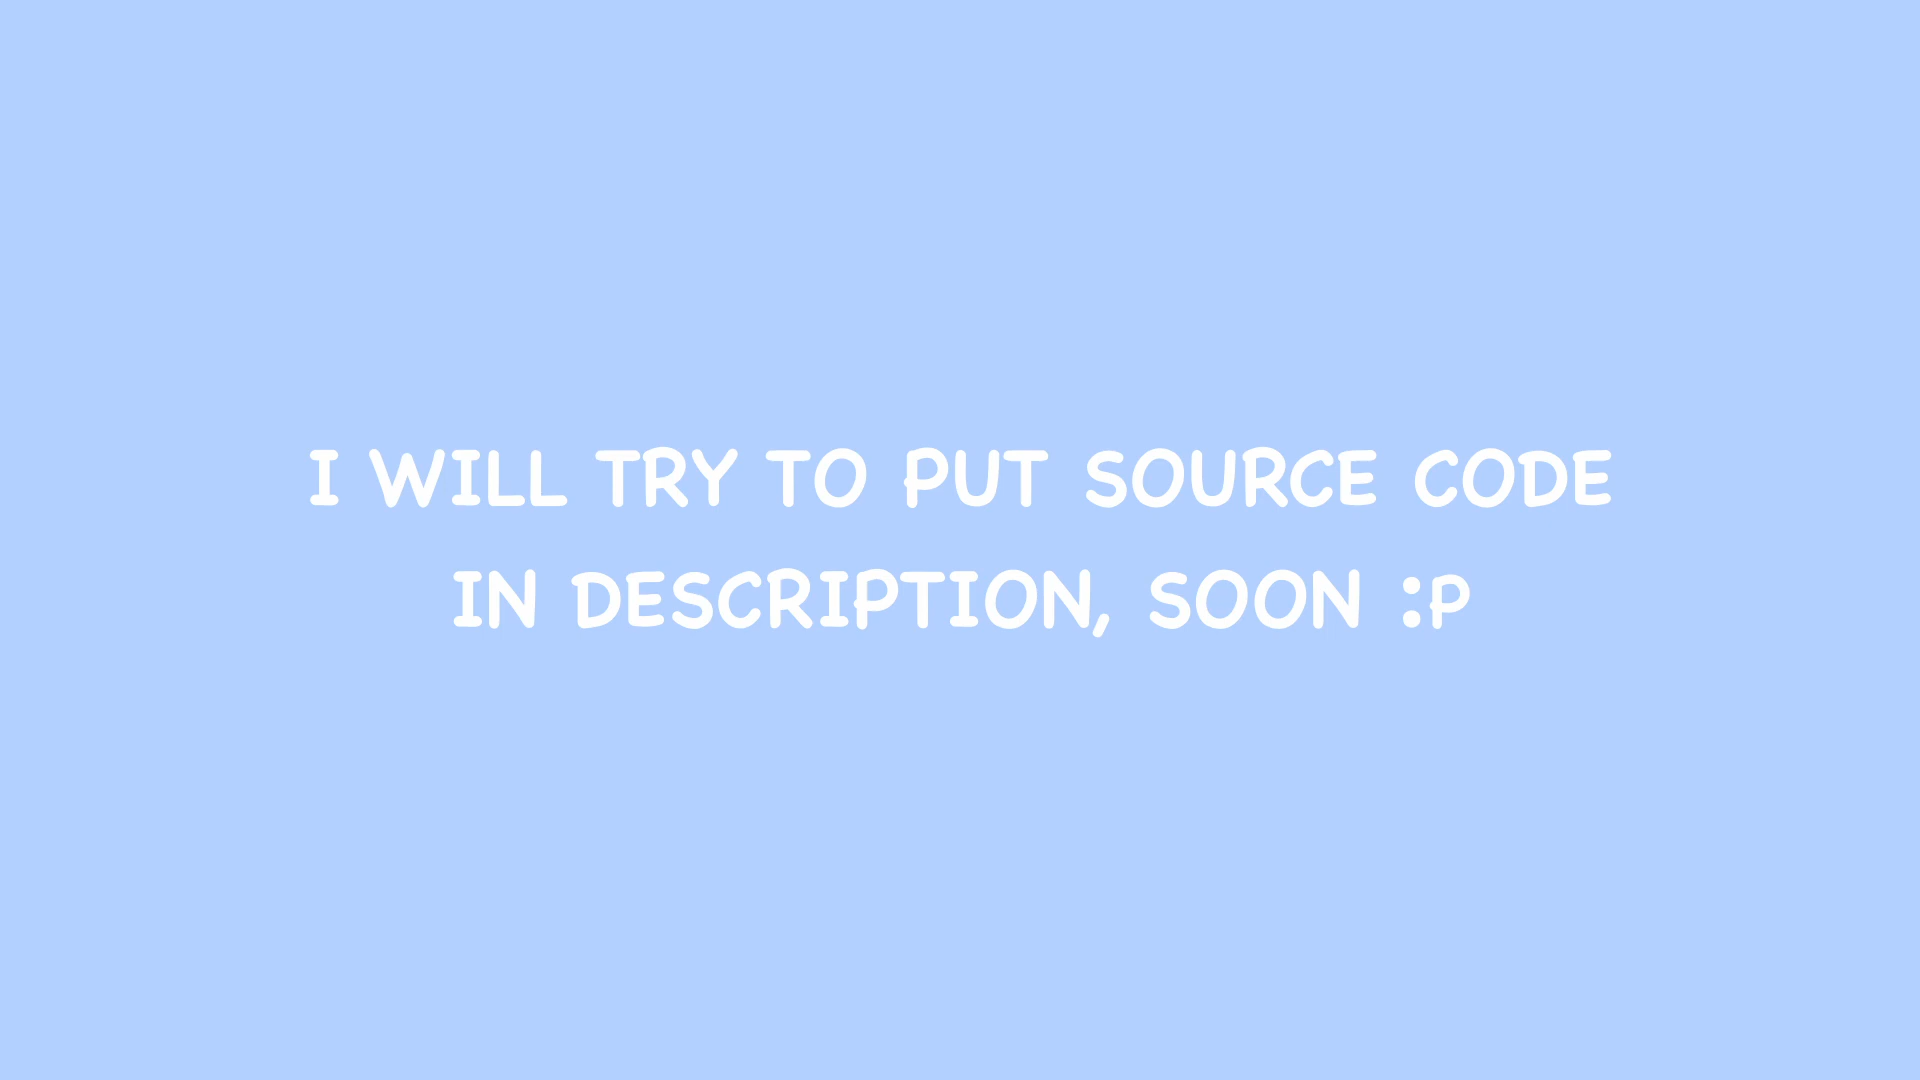 I WILL TRY TO PUT SOURCE CODE
IN DESCRIPTION, SOON :P